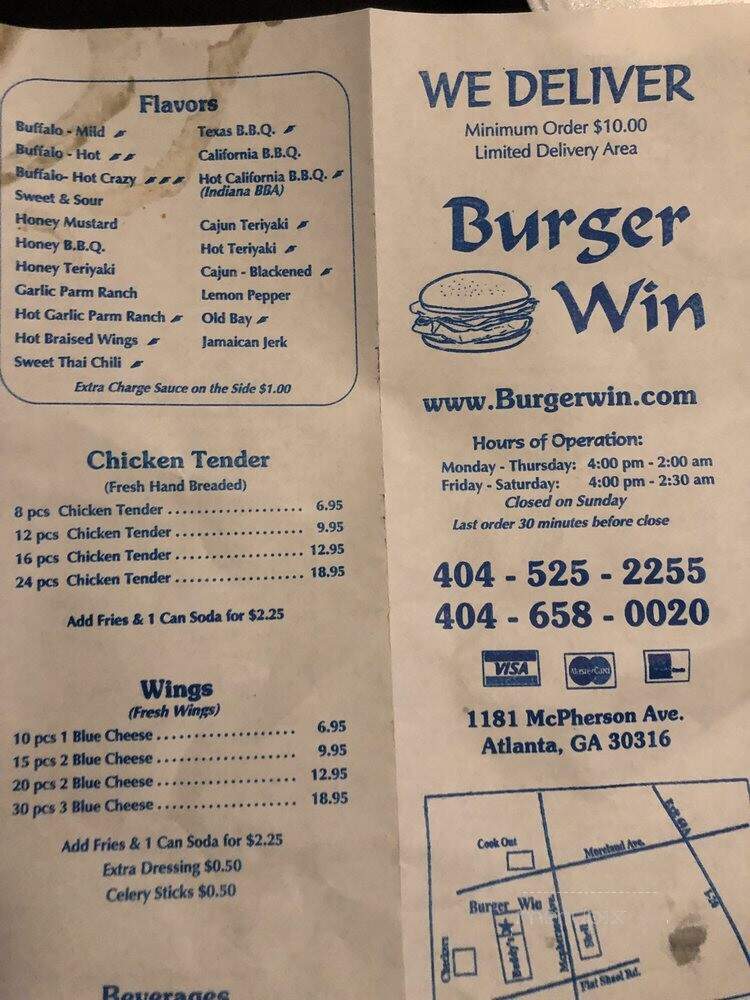 Flavors
Buffalo - Mild
Buffalo - Hot
Buffalo- Hot Crazy
Sweet & Sour
Honey Mustard
Honey B.B.Q.
Honey Teriyaki
Garlic Parm Ranch
Hot Garlic Parm Ranch
Hot Braised Wings
Sweet Thai Chili
Texas B.B.Q.
California B.B.Q.
Hot California B.B.Q.
(Indiana BBA)
Cajun Teriyaki
Hot Teriyaki
Cajun - Blackened
Lemon Pepper
Old Bay
Jamaican Jerk
Extra Charge Sauce on the Side $1.00
Chicken Tender
(Fresh Hand Breaded)
8 pcs Chicken Tender ................... 6.95
12 pcs Chicken Tender .................. 9.95
16 pcs Chicken Tender .................. 12.95
24 pcs Chicken Tender .................. 18.95
Add Fries & 1 Can Soda for $2.25
Wings
(Fresh Wings)
10 pcs 1 Blue Cheese .................... 6.95
15 pcs 2 Blue Cheese .................... 9.95
20 pcs 2 Blue Cheese .................... 12.95
30 pcs 3 Blue Cheese .................... 18.95
Add Fries & 1 Can Soda for $2.25
Extra Dressing $0.50
Celery Sticks $0.50
Beverages
WE DELIVER
Minimum Order $10.00
Limited Delivery Area
Burger
Win
www.Burgerwin.com
Hours of Operation:
Monday - Thursday: 4:00 pm - 2:00 am
Friday - Saturday: 4:00 pm - 2:30 am
Closed on Sunday
Last order 30 minutes before close
404 - 525 - 2255
404 - 658 - 0020
VISA
MasterCard
1181 McPherson Ave.
Atlanta, GA 30316
Cook Out
Moreland Ave.
Burger Win
Buddy's
Mcpherson Ave.
Shell
Checkers
Flat Shoal Rd.